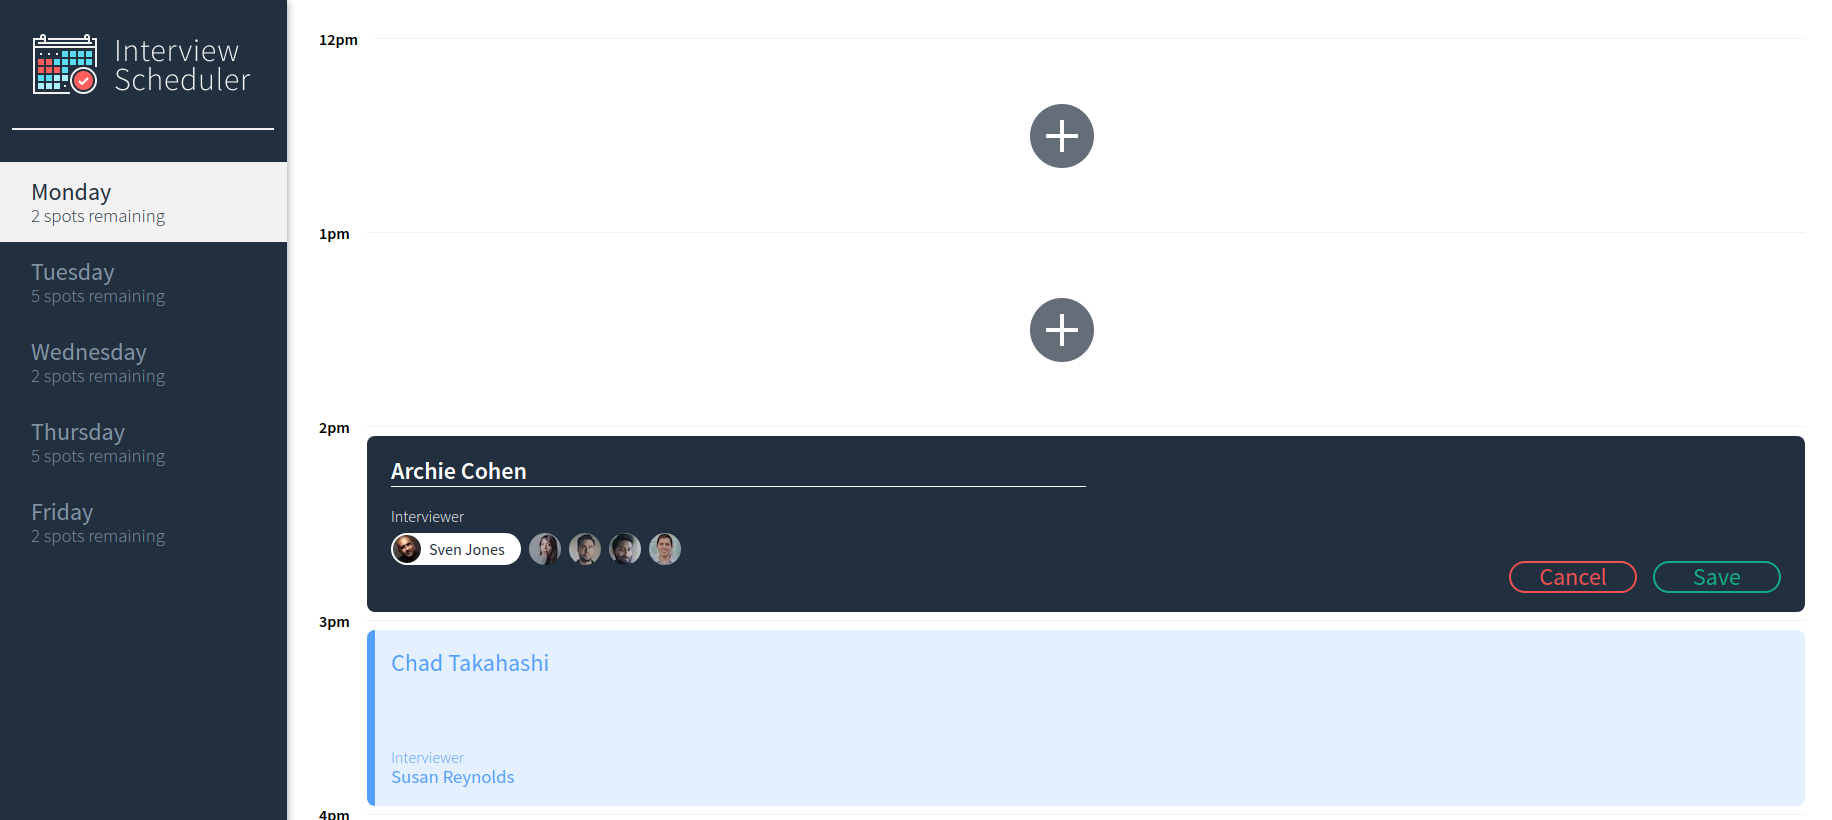 Interview
Scheduler
Monday
2 spots remaining
Tuesday
5 spots remaining
Wednesday
2 spots remaining
Thursday
5 spots remaining
Friday
2 spots remaining
12pm
1pm
2pm
Archie Cohen
Interviewer
Sven Jones
Cancel Save
3pm
Chad Takahashi
Interviewer
Susan Reynolds
4pm